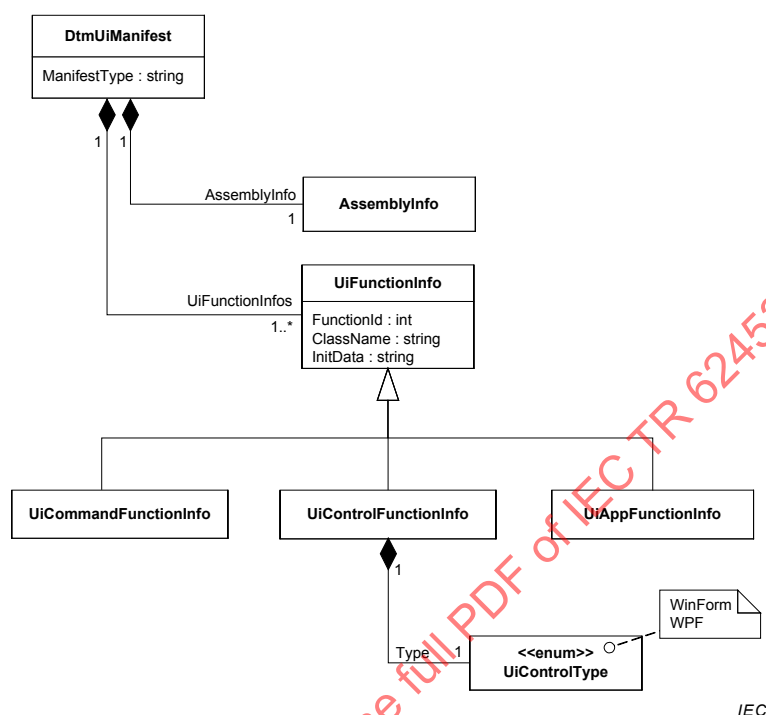 DtmUiManifest
ManifestType : string
1
1
AssemblyInfo
1
AssemblyInfo
UiFunctionInfos
1..*
UiFunctionInfo
FunctionId : int
ClassName : string
InitData : string
UiCommandFunctionInfo
UiControlFunctionInfo
UiAppFunctionInfo
1
WinForm
WPF
Type
1
<<enum>>
UiControlType
IEC
full PDF of IEC TR 6245